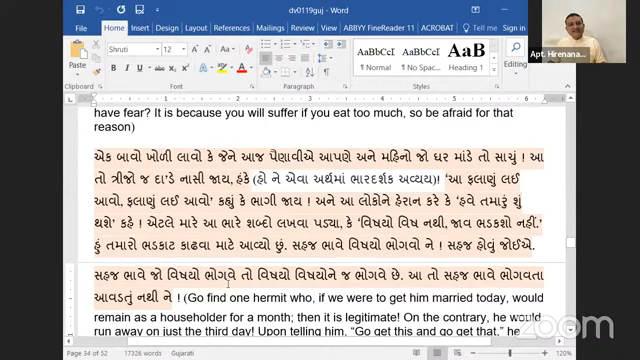 dv0119guj - Word
File
Home
Insert
Design
Layout
References
Mailings
Review
View
ABBYY FineReader 11
ACROBAT
Tell me
Share
Paste
Clipboard
Shruti
12
Font
Paragraph
AaBbCcL AaBbCcL AaB
¶ Normal ¶ No Spac... Heading 1
Styles
Editing
Apt. Hirenana...
have fear? It is because you will suffer if you eat too much, so be afraid for that
reason)
એક બાવો ખોળી લાવો કે જેને આજ પૈણાવીએ આપણે અને મહિનો જો ઘર માંડે તો સાચું ! આ
તો ત્રીજો જ દા'ડે નાસી જાય, હંકે (હો ને એવા અર્થમાં ભારદર્શક અવ્યય)! 'આ ફલાણું લઈ
આવો, ફલાણું લઈ આવો' કહ્યું કે ભાગી જાય ! અને આ લોકોને હેરાન કરે કે 'હવે તમારું શું
થશે' કહે ! એટલે મારે આ ભારે શબ્દો લખવા પડ્યા, કે 'વિષયો વિષ નથી, જાવ ભડકશો નહીં.'
હું તમારો ભડકાટ કાઢવા માટે આવ્યો છું. સહજ ભાવે વિષયો ભોગવો ને ! સહજ હોવું જોઈએ.
સહજ ભાવે જો વિષયો ભોગવે તો વિષયો વિષયોને જ ભોગવે છે. આ તો સહજ ભાવે ભોગવતા
આવડતું નથી ને ! (Go find one hermit who, if we were to get him married today, would
remain as a householder for a month; then it is legitimate! On the contrary, he would
run away on just the third day! Upon telling him, “Go get this and go get that,” he
Page 34 of 52
17326 words
Gujarati
120%
zoom